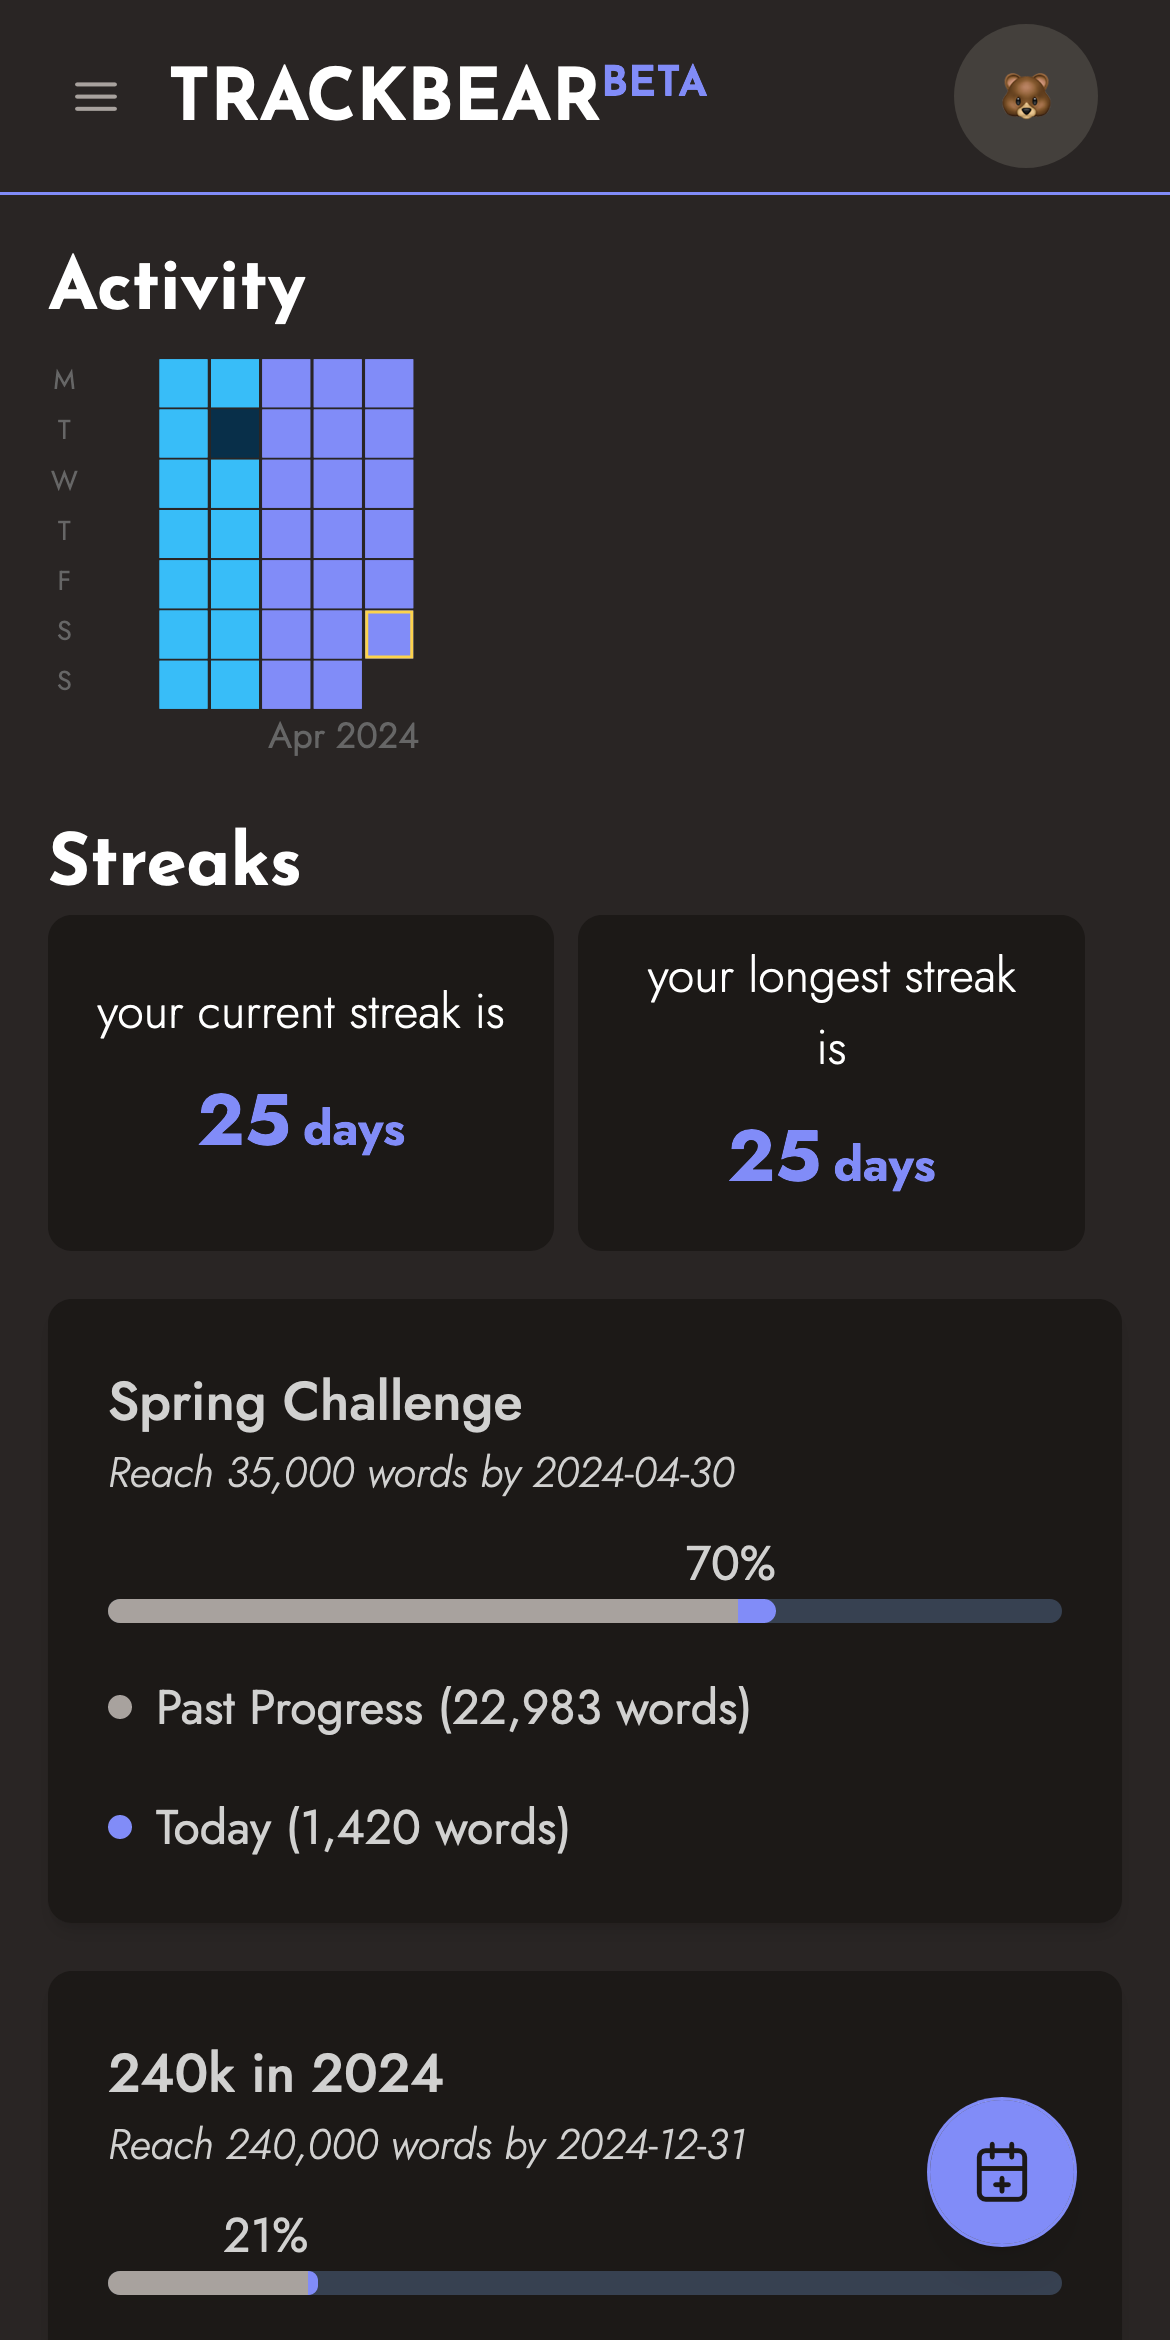 TRACKBEAR BETA
Activity
M
T
W
T
F
S
S
Apr 2024
Streaks
your current streak is
25 days
your longest streak
is
25 days
Spring Challenge
Reach 35,000 words by 2024-04-30
70%
Past Progress (22,983 words)
Today (1,420 words)
240k in 2024
Reach 240,000 words by 2024-12-31
21%